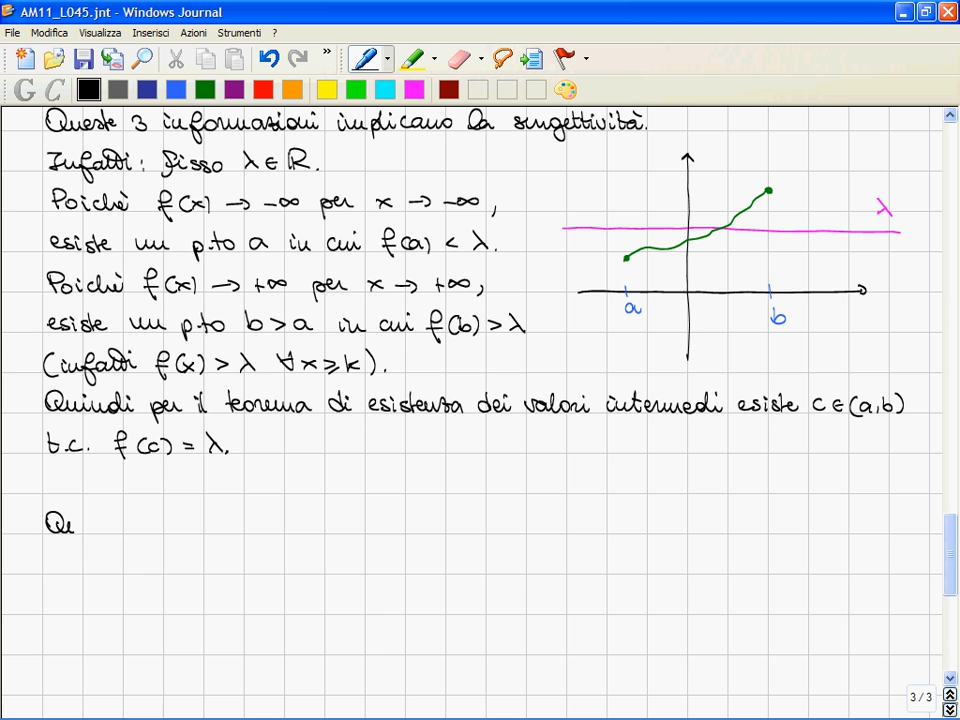 AM11_L045.jnt - Windows Journal
File Modifica Visualizza Inserisci Azioni Strumenti ?
Queste 3 informazioni implicano la surgettività.
Infatti: fisso λ ∈ ℝ.
Poichè f(x) → -∞ per x → -∞,
esiste un p.to a in cui f(a) < λ.
Poichè f(x) → +∞ per x → +∞,
esiste un p.to b > a in cui f(b) > λ
(infatti f(x) > λ ∀x ≥ k).
Quindi per il teorema di esistenza dei valori intermedi esiste c ∈ (a,b)
t.c. f(c) = λ.
Qu
λ
a
b
3 / 3